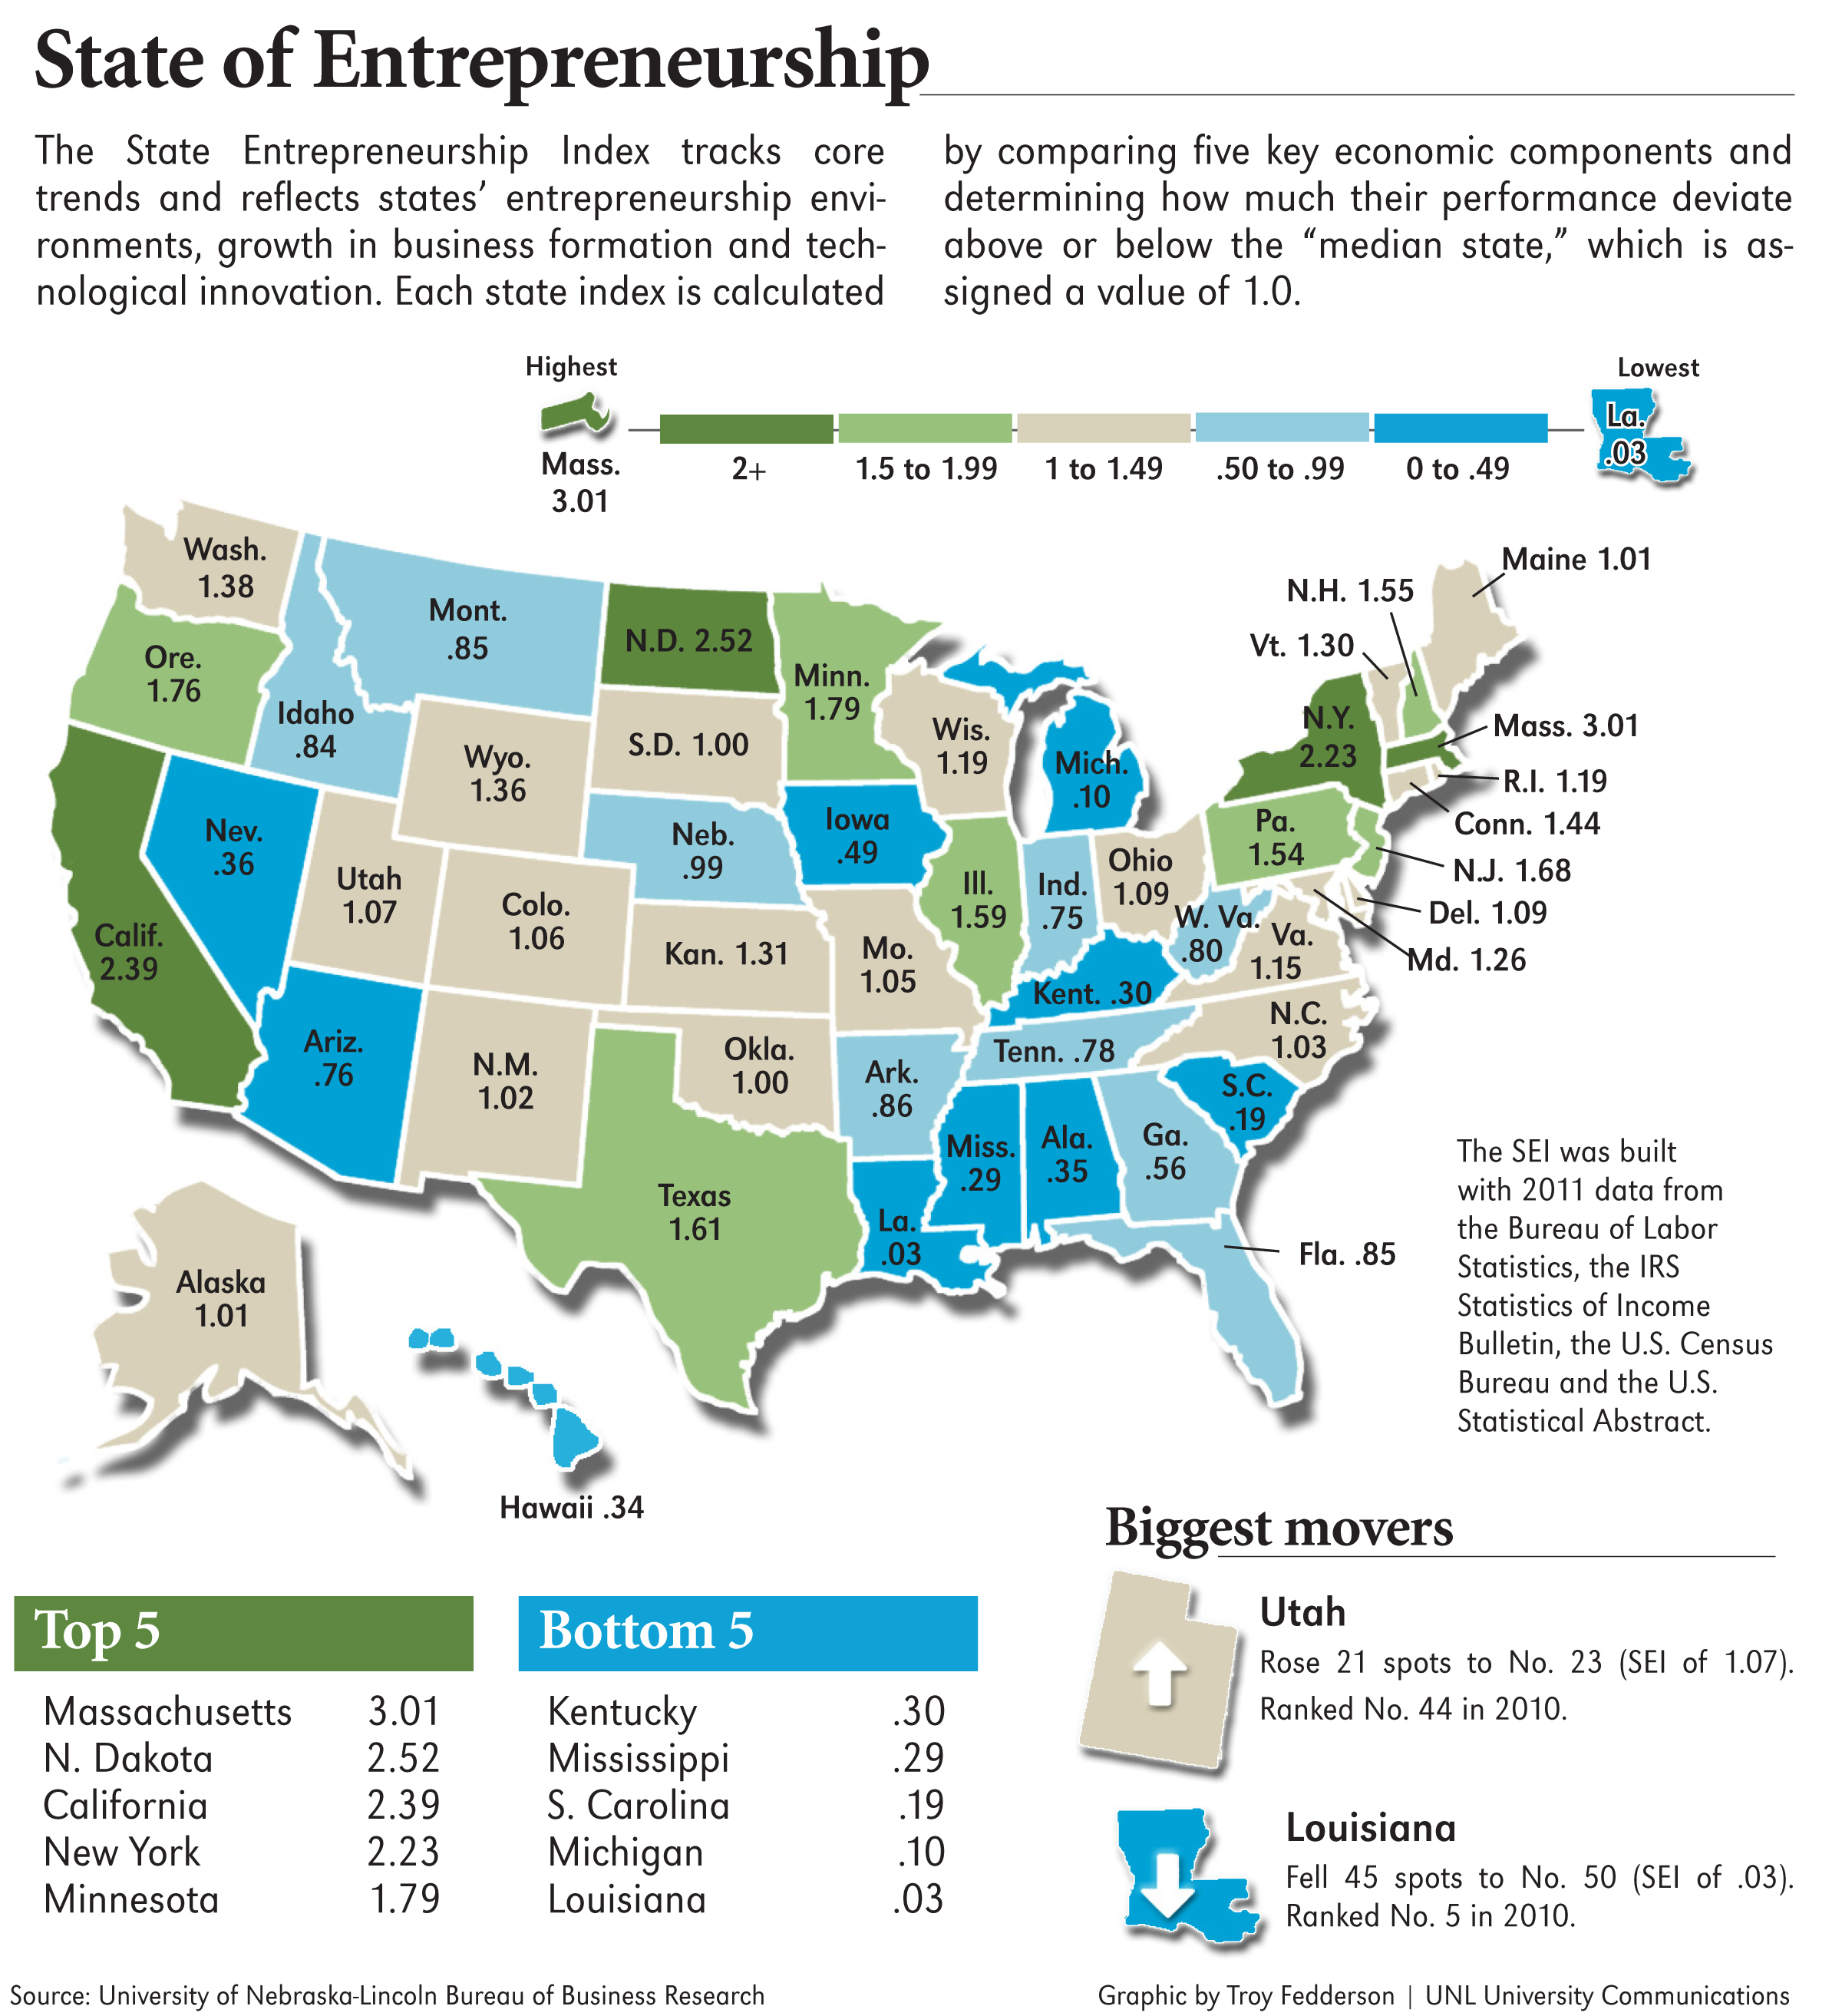 State of Entrepreneurship
The State Entrepreneurship Index tracks core
trends and reflects states’ entrepreneurship envi-
ronments, growth in business formation and tech-
nological innovation. Each state index is calculated
by comparing five key economic components and
determining how much their performance deviate
above or below the “median state,” which is as-
signed a value of 1.0.
Highest
Mass.
3.01
2+
1.5 to 1.99
1 to 1.49
.50 to .99
0 to .49
Lowest
La.
.03
Wash.
1.38
Ore.
1.76
Idaho
.84
Mont.
.85
N.D. 2.52
Minn.
1.79
S.D. 1.00
Wyo.
1.36
Wis.
1.19
Mich.
.10
Maine 1.01
N.H. 1.55
Vt. 1.30
N.Y.
2.23
Mass. 3.01
R.I. 1.19
Conn. 1.44
N.J. 1.68
Del. 1.09
Md. 1.26
Pa.
1.54
Calif.
2.39
Nev.
.36
Utah
1.07
Colo.
1.06
Neb.
.99
Iowa
.49
Kan. 1.31
Mo.
1.05
Ill.
1.59
Ind.
.75
Ohio
1.09
W. Va.
.80
Va.
1.15
Kent. .30
N.C.
1.03
Tenn. .78
Ariz.
.76
N.M.
1.02
Okla.
1.00
Ark.
.86
S.C.
.19
Miss.
.29
Ala.
.35
Ga.
.56
Texas
1.61
La.
.03
Fla. .85
Alaska
1.01
Hawaii .34
The SEI was built
with 2011 data from
the Bureau of Labor
Statistics, the IRS
Statistics of Income
Bulletin, the U.S. Census
Bureau and the U.S.
Statistical Abstract.
Top 5
Massachusetts 3.01
N. Dakota 2.52
California 2.39
New York 2.23
Minnesota 1.79
Bottom 5
Kentucky .30
Mississippi .29
S. Carolina .19
Michigan .10
Louisiana .03
Biggest movers
Utah
Rose 21 spots to No. 23 (SEI of 1.07).
Ranked No. 44 in 2010.
Louisiana
Fell 45 spots to No. 50 (SEI of .03).
Ranked No. 5 in 2010.
Source: University of Nebraska-Lincoln Bureau of Business Research
Graphic by Troy Fedderson | UNL University Communications